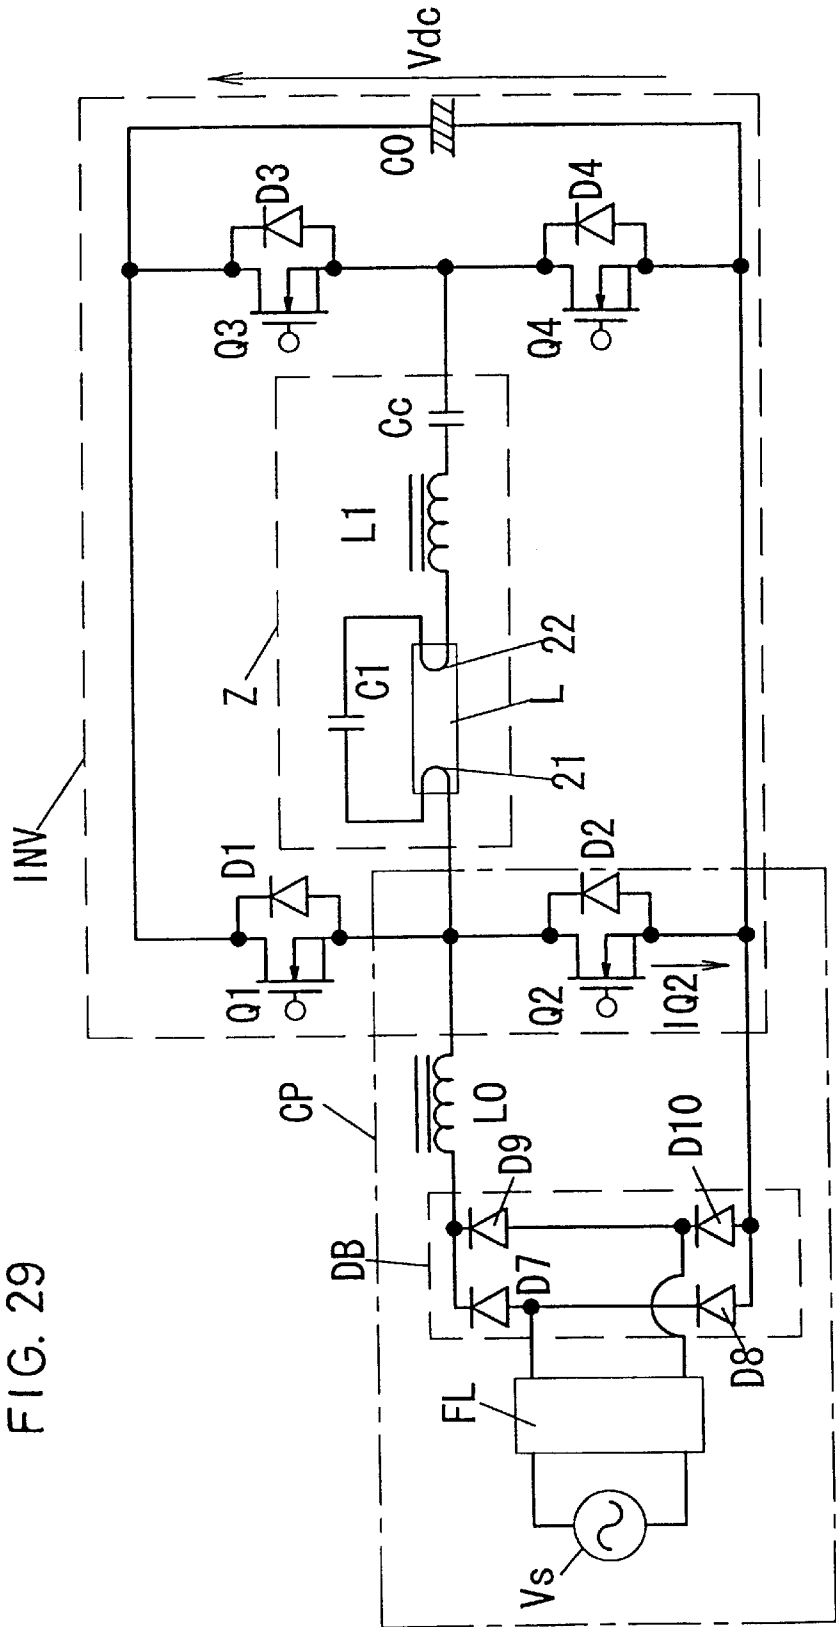 FIG. 29
INV
Z
CP
DB
FL
Vs
D7
D8
D9
D10
L0
Q1
D1
Q2
D2
IQ2
C1
21
22
L
L1
Cc
Q3
D3
Q4
D4
C0
Vdc